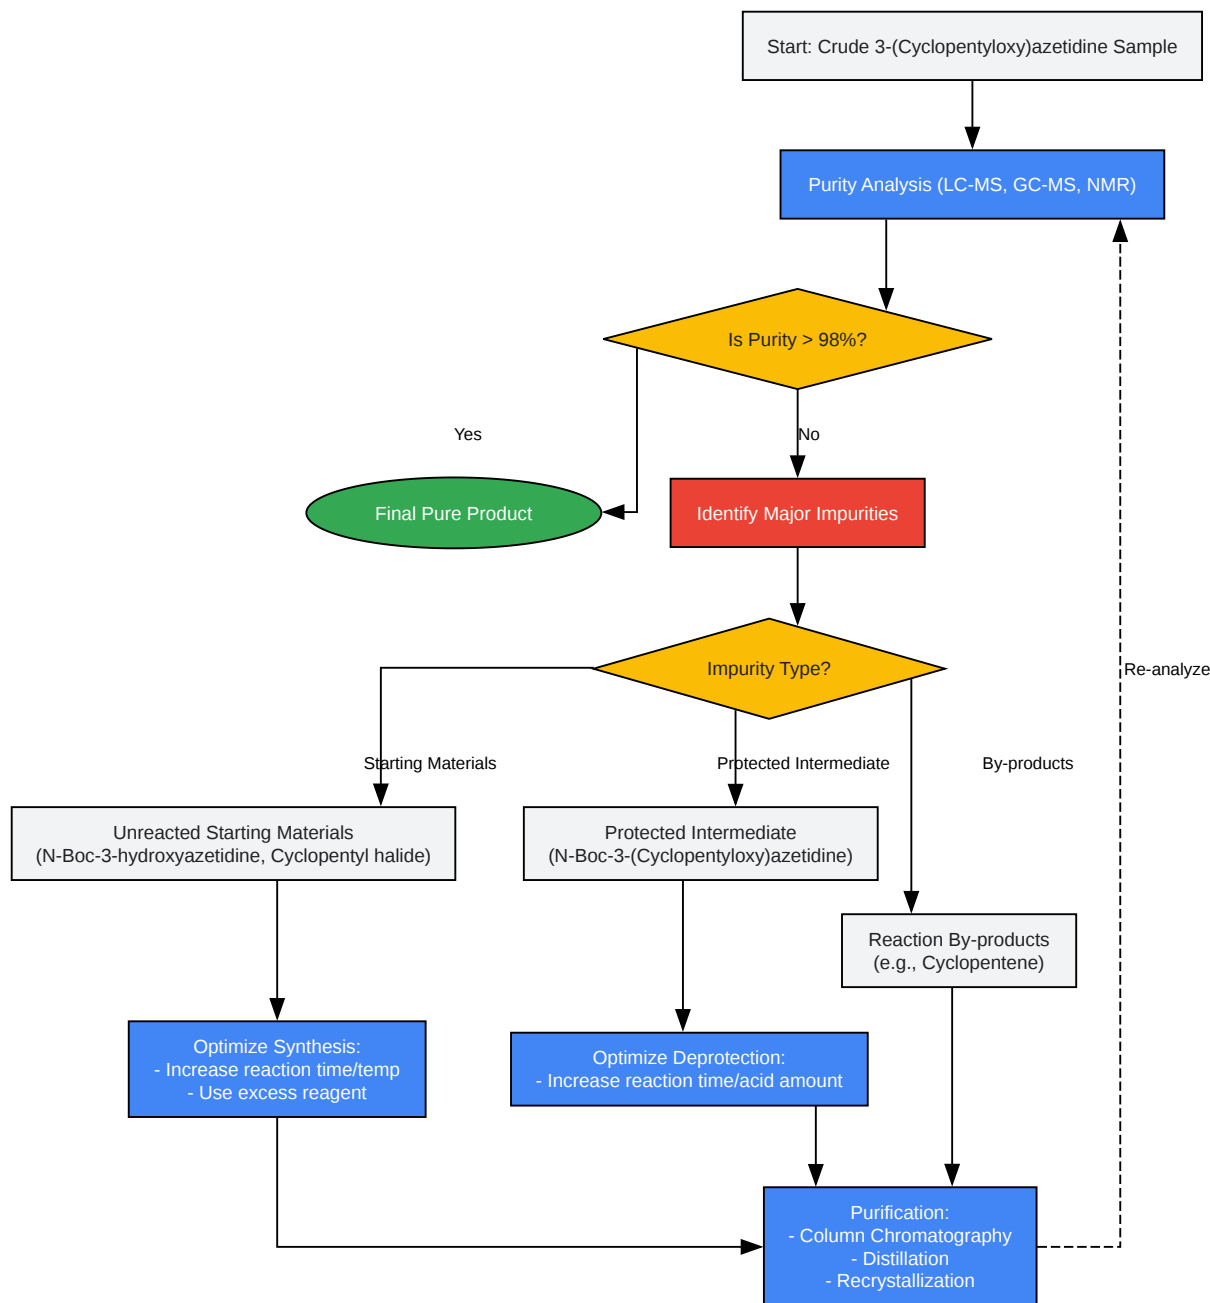 Start: Crude 3-(Cyclopentyloxy)azetidine Sample
Purity Analysis (LC-MS, GC-MS, NMR)
Is Purity > 98%?
Yes
No
Final Pure Product
Identify Major Impurities
Impurity Type?
Re-analyze
Starting Materials
Protected Intermediate
By-products
Unreacted Starting Materials
(N-Boc-3-hydroxyazetidine, Cyclopentyl halide)
Protected Intermediate
(N-Boc-3-(Cyclopentyloxy)azetidine)
Reaction By-products
(e.g., Cyclopentene)
Optimize Synthesis:
- Increase reaction time/temp
- Use excess reagent
Optimize Deprotection:
- Increase reaction time/acid amount
Purification:
- Column Chromatography
- Distillation
- Recrystallization